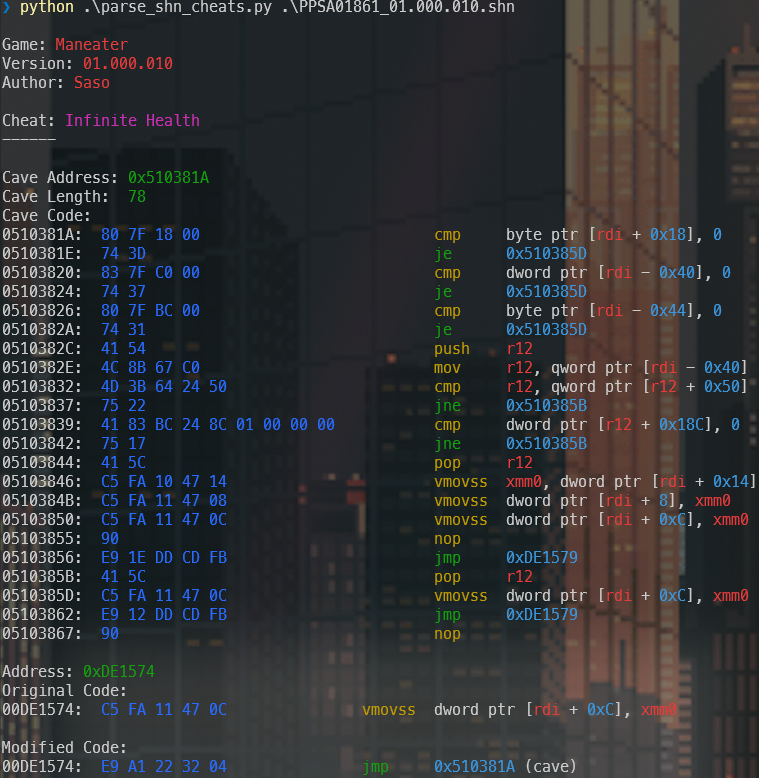 ❯ python .\parse_shn_cheats.py .\PPSA01861_01.000.010.shn
Game: Maneater
Version: 01.000.010
Author: Saso
Cheat: Infinite Health
——————
Cave Address: 0x510381A
Cave Length:  78
Cave Code:
0510381A:  80 7F 18 00 cmp byte ptr [rdi + 0x18], 0
0510381E:  74 3D je 0x510385D
05103820:  83 7F C0 00 cmp dword ptr [rdi - 0x40], 0
05103824:  74 37 je 0x510385D
05103826:  80 7F BC 00 cmp byte ptr [rdi - 0x44], 0
0510382A:  74 31 je 0x510385D
0510382C:  41 54 push r12
0510382E:  4C 8B 67 C0 mov r12, qword ptr [rdi - 0x40]
05103832:  4D 3B 64 24 50 cmp r12, qword ptr [r12 + 0x50]
05103837:  75 22 jne 0x510385B
05103839:  41 83 BC 24 8C 01 00 00 00 cmp dword ptr [r12 + 0x18C], 0
05103842:  75 17 jne 0x510385B
05103844:  41 5C pop r12
05103846:  C5 FA 10 47 14 vmovss xmm0, dword ptr [rdi + 0x14]
0510384B:  C5 FA 11 47 08 vmovss dword ptr [rdi + 8], xmm0
05103850:  C5 FA 11 47 0C vmovss dword ptr [rdi + 0xC], xmm0
05103855:  90 nop
05103856:  E9 1E DD CD FB jmp 0xDE1579
0510385B:  41 5C pop r12
0510385D:  C5 FA 11 47 0C vmovss dword ptr [rdi + 0xC], xmm0
05103862:  E9 12 DD CD FB jmp 0xDE1579
05103867:  90 nop
Address: 0xDE1574
Original Code:
00DE1574:  C5 FA 11 47 0C vmovss dword ptr [rdi + 0xC], xmm0
Modified Code:
00DE1574:  E9 A1 22 32 04 jmp 0x510381A (cave)